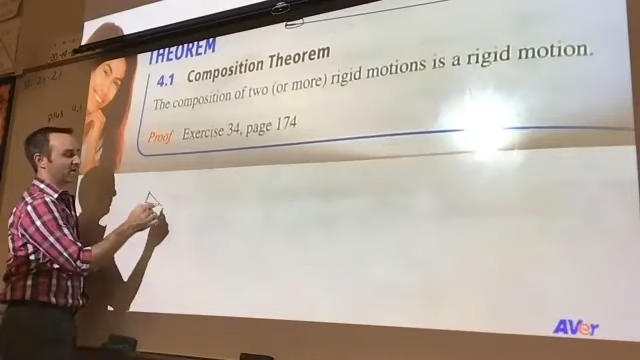 THEOREM
4.1 Composition Theorem
The composition of two (or more) rigid motions is a rigid motion.
Proof Exercise 34, page 174
AVer